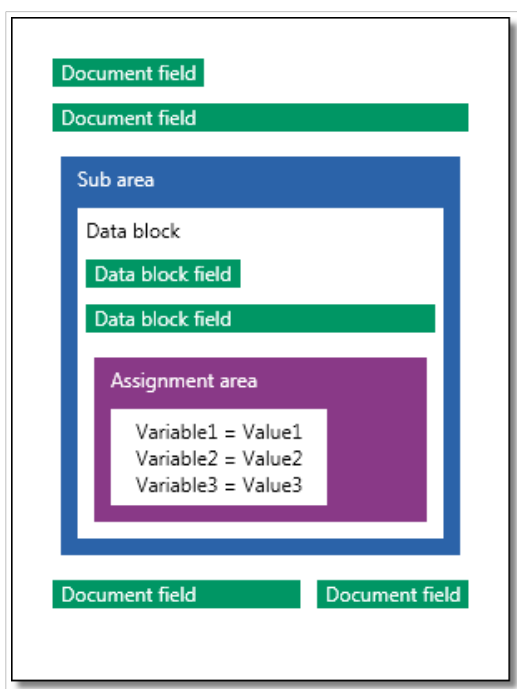 Document field
Document field
Sub area
Data block
Data block field
Data block field
Assignment area
Variable1 = Value1
Variable2 = Value2
Variable3 = Value3
Document field Document field